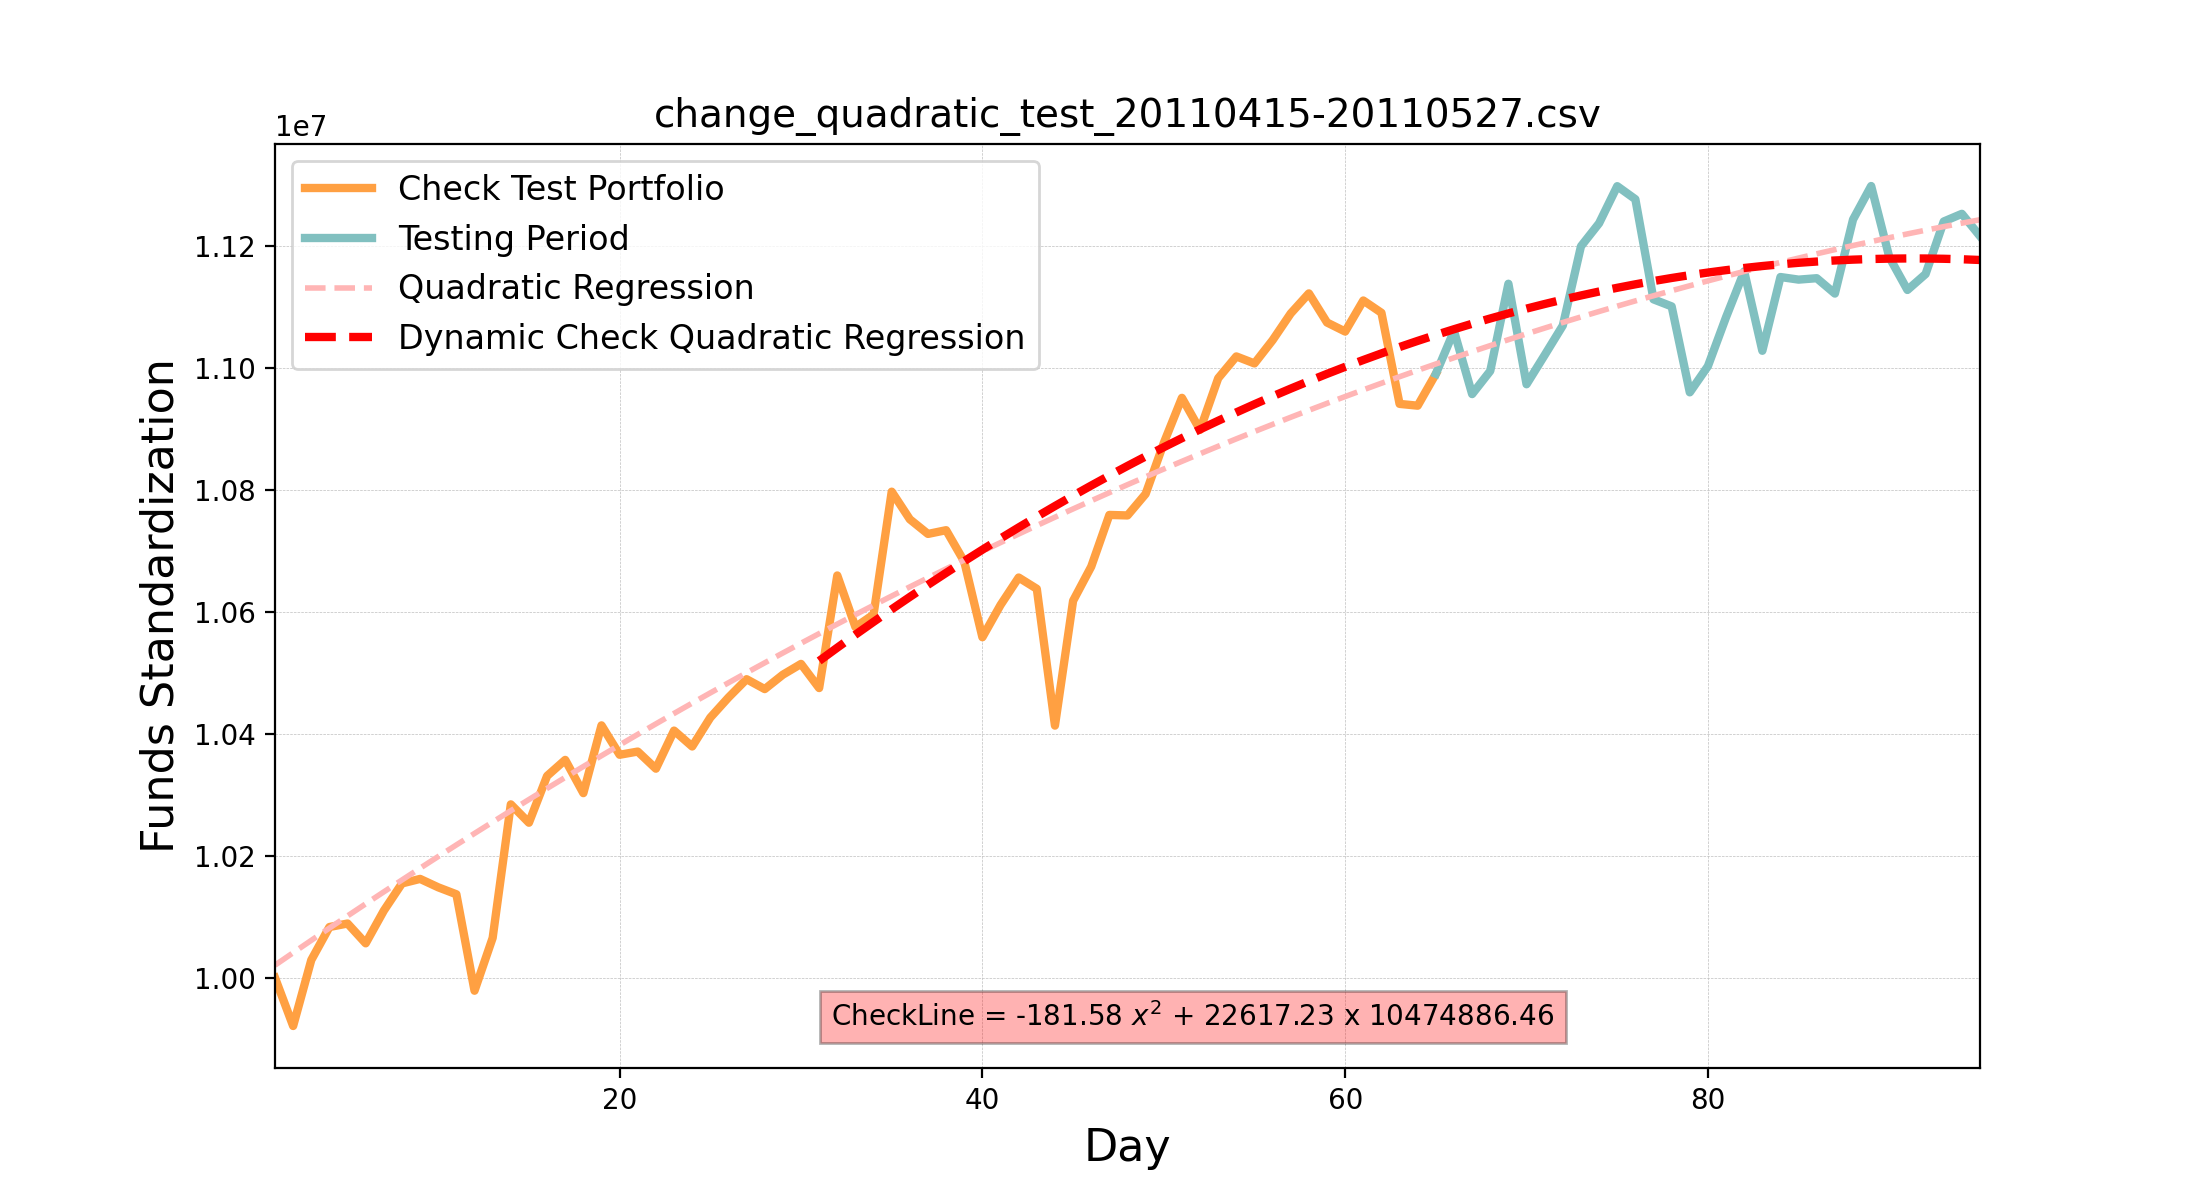 change_quadratic_test_20110415-20110527.csv
1e7
Check Test Portfolio
Testing Period
Quadratic Regression
Dynamic Check Quadratic Regression
Funds Standardization
1.12
1.10
1.08
1.06
1.04
1.02
1.00
CheckLine = -181.58 x² + 22617.23 x 10474886.46
20 40 60 80
Day